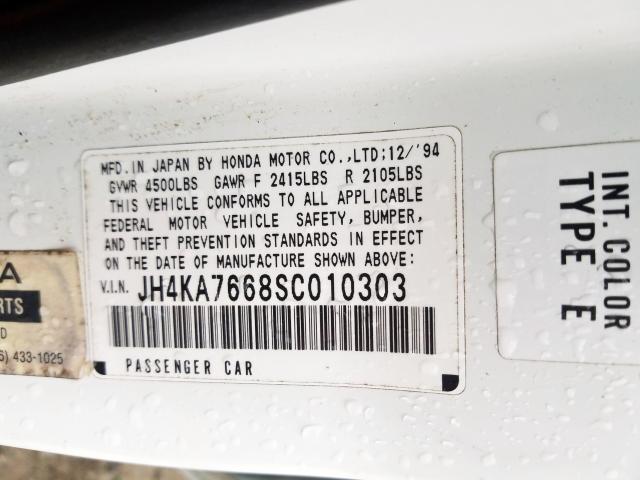 MFD. IN JAPAN BY HONDA MOTOR CO.,LTD;12/'94
GVWR 4500LBS GAWR F 2415LBS R 2105LBS
THIS VEHICLE CONFORMS TO ALL APPLICABLE
FEDERAL MOTOR VEHICLE SAFETY, BUMPER,
AND THEFT PREVENTION STANDARDS IN EFFECT
ON THE DATE OF MANUFACTURE SHOWN ABOVE:
V.I.N. JH4KA7668SC010303
PASSENGER CAR
INT. COLOR
TYPE E
433-1025